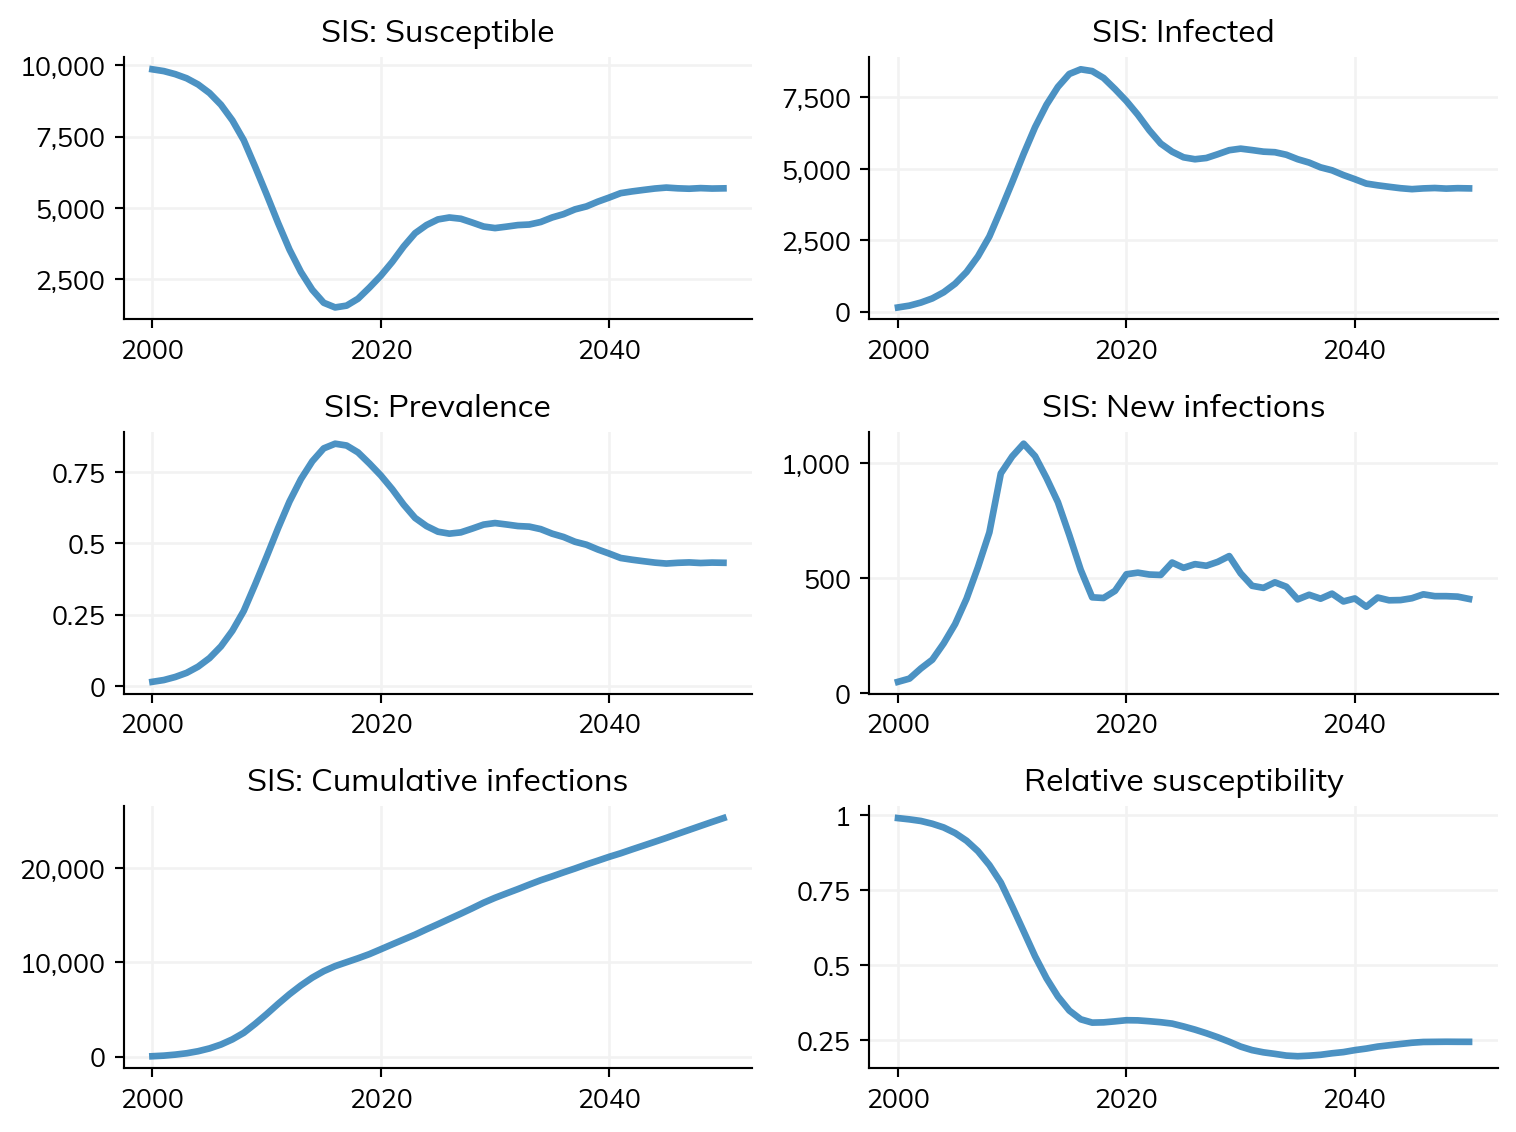 SIS: Susceptible
10,000
7,500
5,000
2,500
2000 2020 2040
SIS: Infected
7,500
5,000
2,500
0
2000 2020 2040
SIS: Prevalence
0.75
0.5
0.25
0
2000 2020 2040
SIS: New infections
1,000
500
0
2000 2020 2040
SIS: Cumulative infections
20,000
10,000
0
2000 2020 2040
Relative susceptibility
1
0.75
0.5
0.25
2000 2020 2040